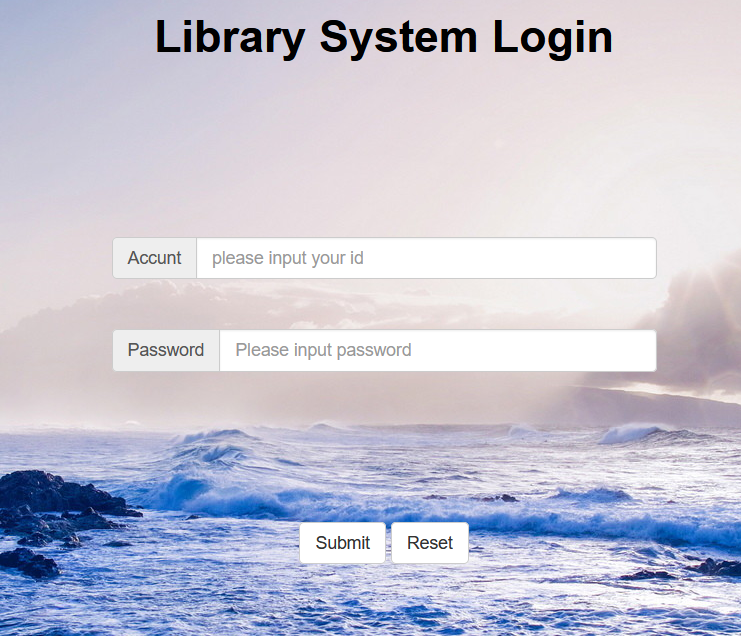 Library System Login
Accunt please input your id
Password Please input password
Submit Reset